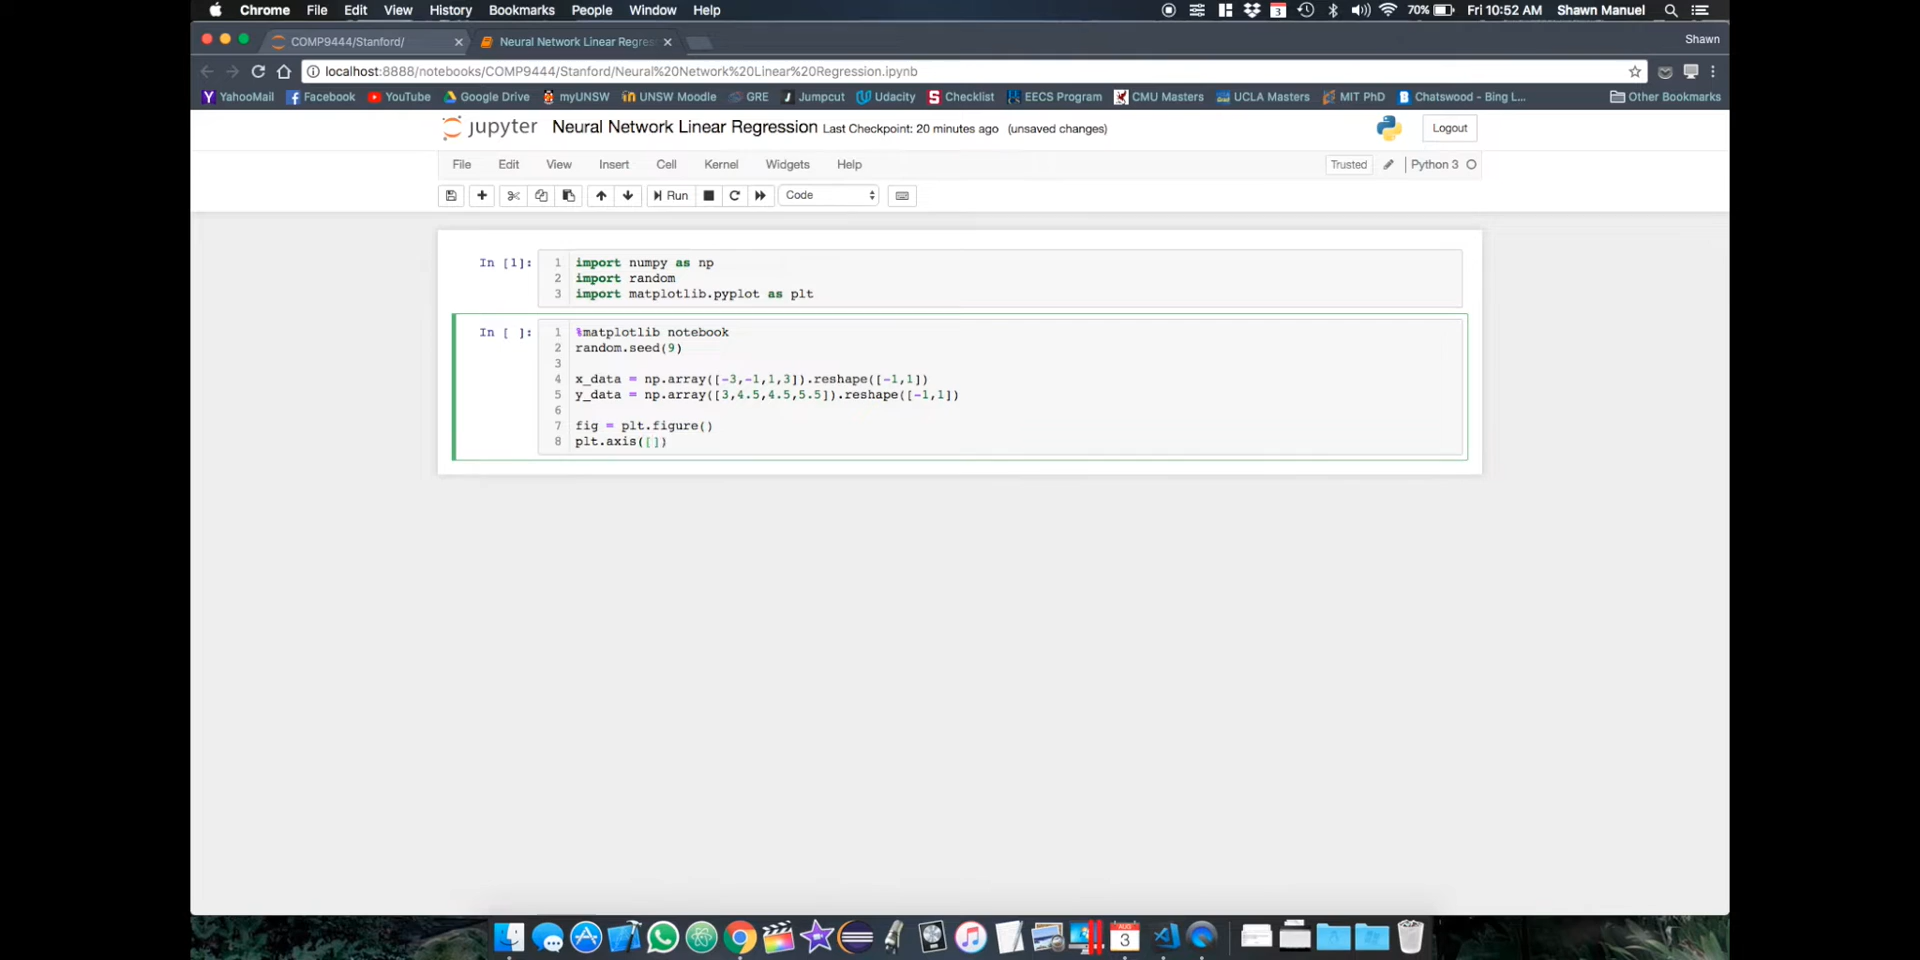 Chrome File Edit View History Bookmarks People Window Help 3 70% Fri 10:52 AM Shawn Manuel
COMP9444/Stanford/ Neural Network Linear Regres Shawn
localhost:8888/notebooks/COMP9444/Stanford/Neural%20Network%20Linear%20Regression.ipynb
YahooMail Facebook YouTube Google Drive myUNSW UNSW Moodle GRE Jumpcut Udacity Checklist EECS Program CMU Masters UCLA Masters MIT PhD Chatswood - Bing L... Other Bookmarks
jupyter Neural Network Linear Regression Last Checkpoint: 20 minutes ago (unsaved changes) Logout
File Edit View Insert Cell Kernel Widgets Help Trusted Python 3
Run Code
In [1]: 1 import numpy as np
2 import random
3 import matplotlib.pyplot as plt
In [ ]: 1 %matplotlib notebook
2 random.seed(9)
3
4 x_data = np.array([-3,-1,1,3]).reshape([-1,1])
5 y_data = np.array([3,4.5,4.5,5.5]).reshape([-1,1])
6
7 fig = plt.figure()
8 plt.axis([])
AUG
3